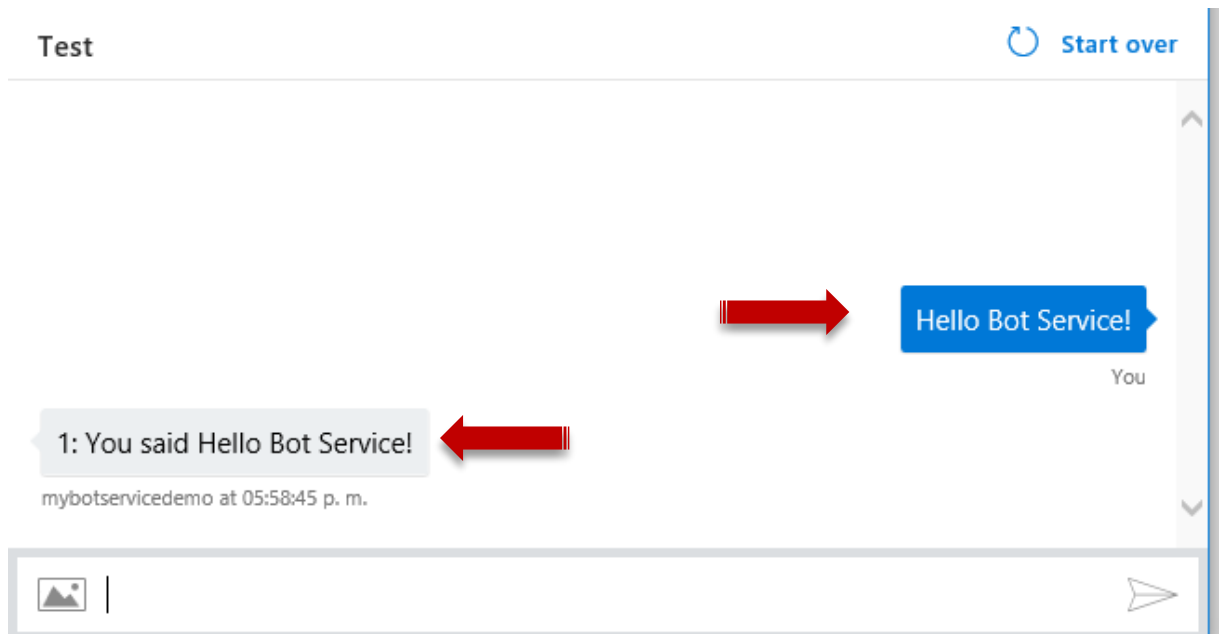 Test
Start over
Hello Bot Service!
You
1: You said Hello Bot Service!
mybotservicedemo at 05:58:45 p. m.